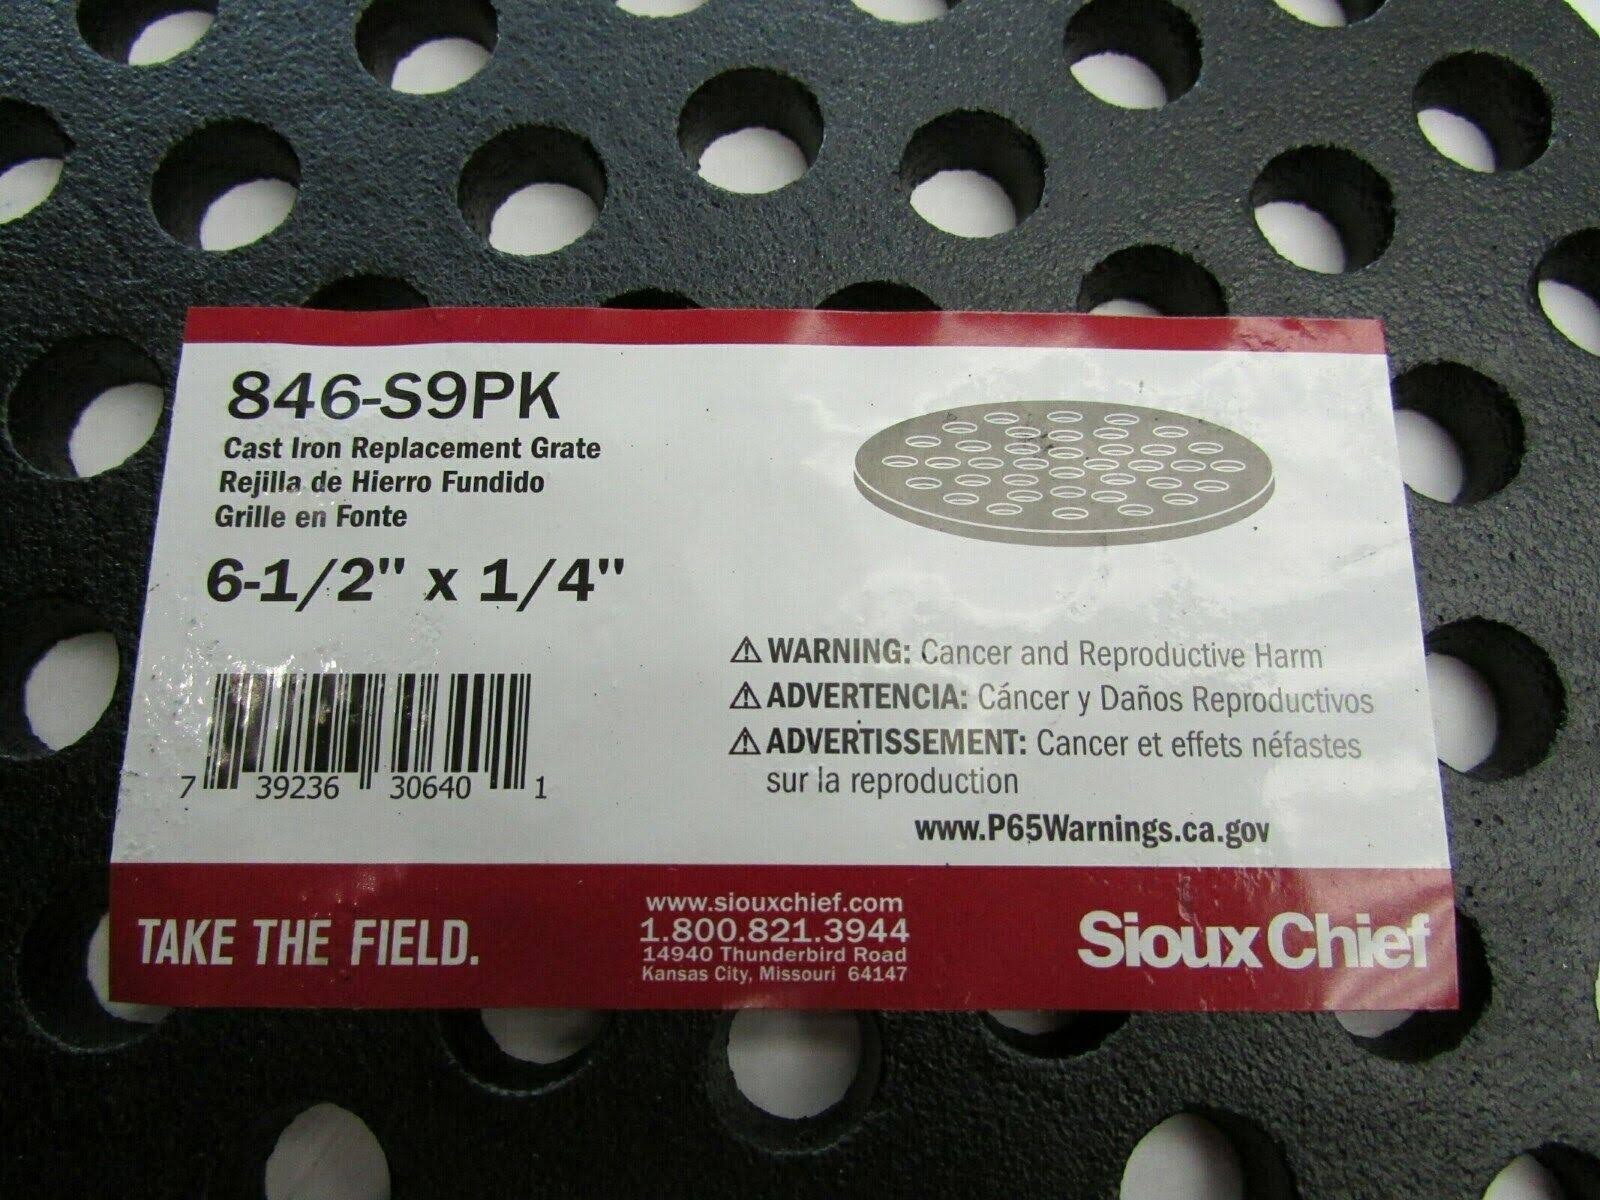 846-S9PK
Cast Iron Replacement Grate
Rejilla de Hierro Fundido
Grille en Fonte
6-1/2" x 1/4"
7 39236 30640 1
⚠ WARNING: Cancer and Reproductive Harm
⚠ ADVERTENCIA: Cáncer y Daños Reproductivos
⚠ ADVERTISSEMENT: Cancer et effets néfastes
sur la reproduction
www.P65Warnings.ca.gov
TAKE THE FIELD.
www.siouxchief.com
1.800.821.3944
14940 Thunderbird Road
Kansas City, Missouri 64147
Sioux Chief